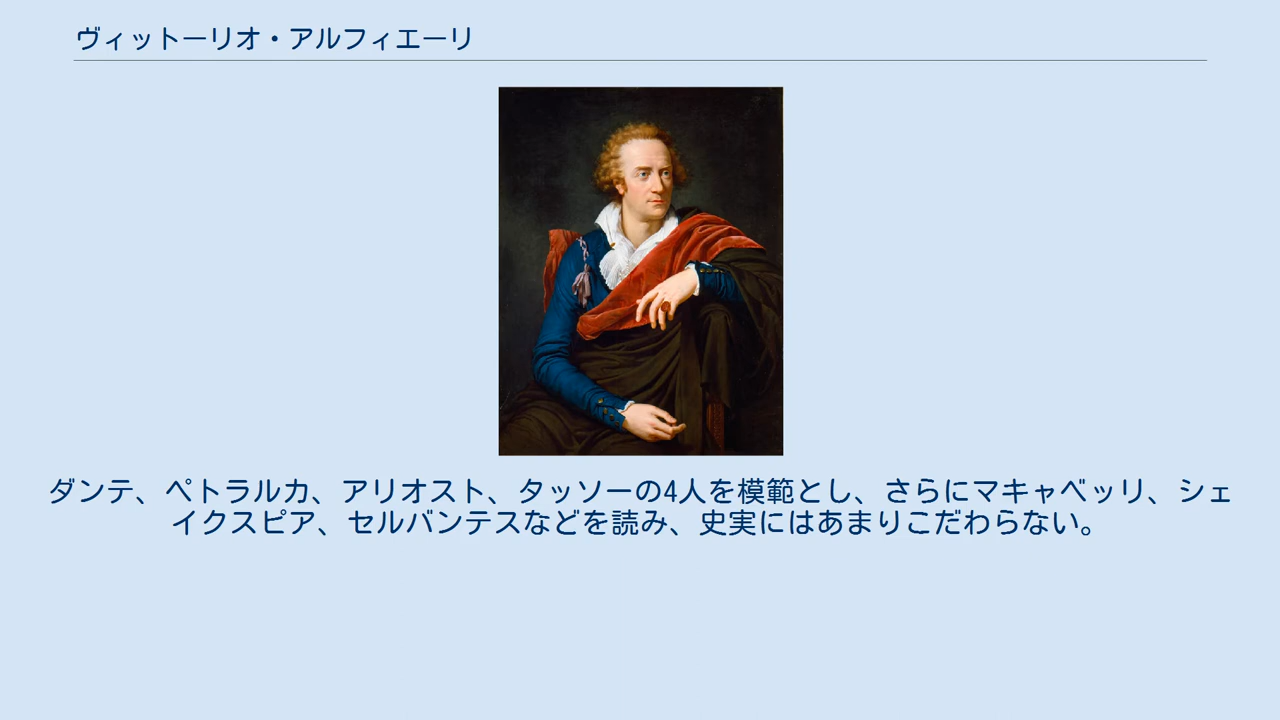 ヴィットーリオ・アルフィエーリ
ダンテ、ペトラルカ、アリオスト、タッソーの4人を模範とし、さらにマキャベッリ、シェ
イクスピア、セルバンテスなどを読み、史実にはあまりこだわらない。